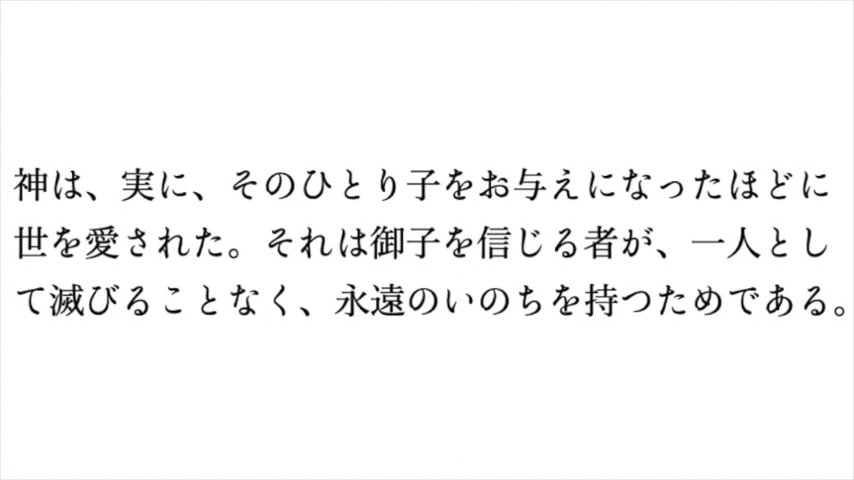 神は、実に、そのひとり子をお与えになったほどに
世を愛された。それは御子を信じる者が、一人とし
て滅びることなく、永遠のいのちを持つためである。